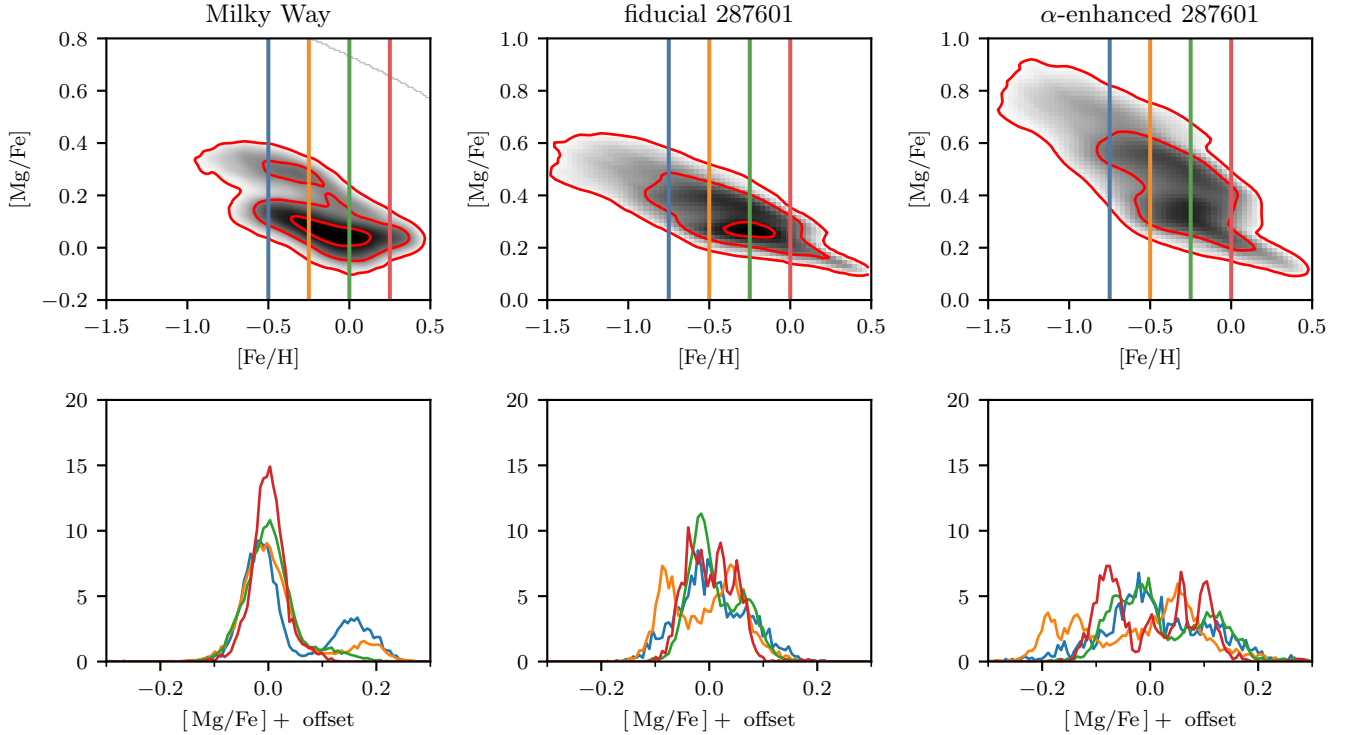 Milky Way
fiducial 287601
α-enhanced 287601
0.8
0.6
0.4
0.2
0.0
−0.2
[Mg/Fe]
−1.5 −1.0 −0.5 0.0 0.5
[Fe/H]
1.0
0.8
0.6
0.4
0.2
0.0
[Mg/Fe]
−1.5 −1.0 −0.5 0.0 0.5
[Fe/H]
1.0
0.8
0.6
0.4
0.2
0.0
[Mg/Fe]
−1.5 −1.0 −0.5 0.0 0.5
[Fe/H]
20
15
10
5
0
−0.2 0.0 0.2
[Mg/Fe] + offset
20
15
10
5
0
−0.2 0.0 0.2
[Mg/Fe] + offset
20
15
10
5
0
−0.2 0.0 0.2
[Mg/Fe] + offset